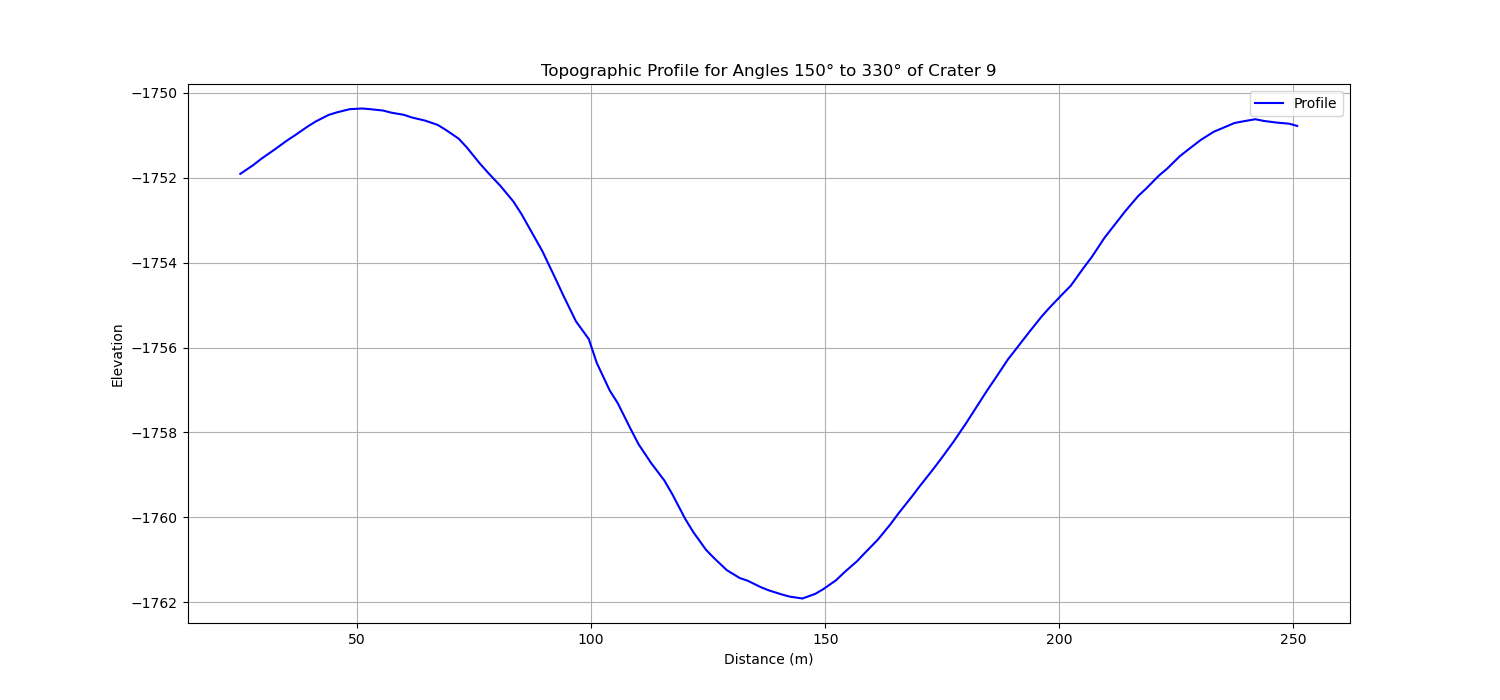 Topographic Profile for Angles 150° to 330° of Crater 9
Profile
−1750
−1752
−1754
−1756
−1758
−1760
−1762
Elevation
50 100 150 200 250
Distance (m)